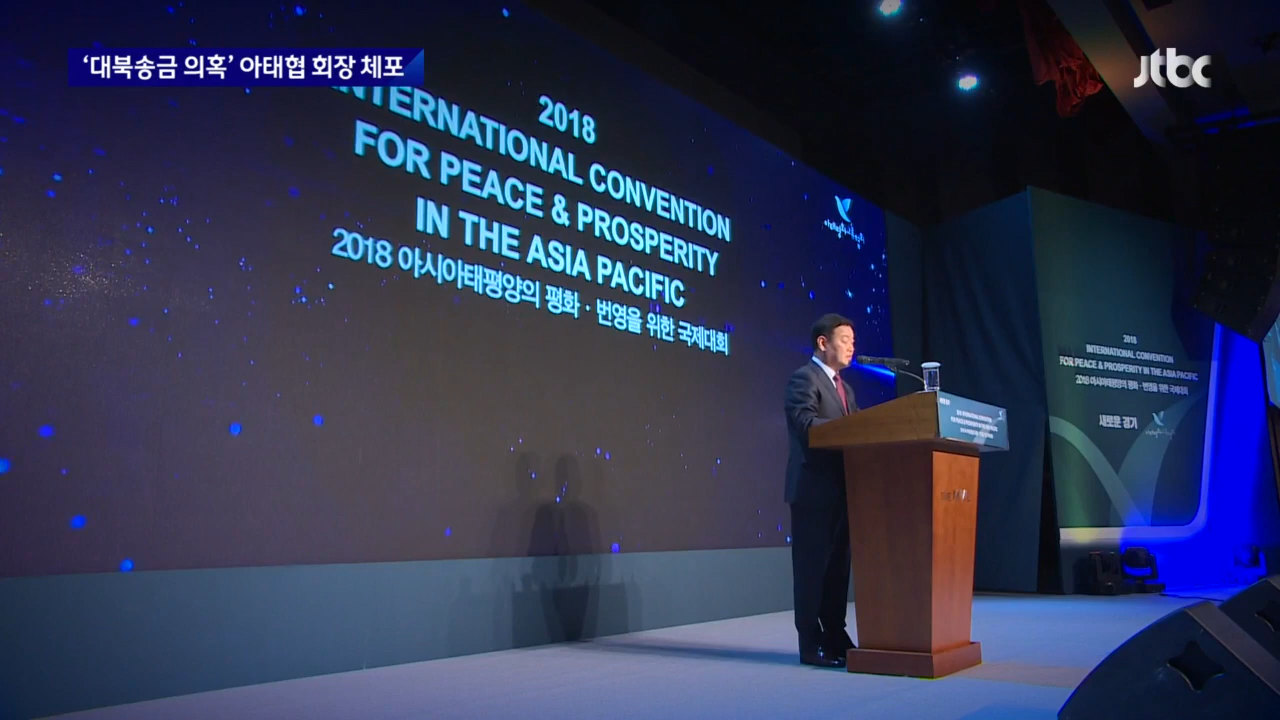 ‘대북송금 의혹’ 아태협 회장 체포
jtbc
2018
INTERNATIONAL CONVENTION
FOR PEACE & PROSPERITY
IN THE ASIA PACIFIC
2018 아시아태평양의 평화 · 번영을 위한 국제대회
2018
INTERNATIONAL CONVENTION
FOR PEACE & PROSPERITY IN THE ASIA PACIFIC
2018 아시아태평양의 평화 · 번영을 위한 국제대회
새로운 경기